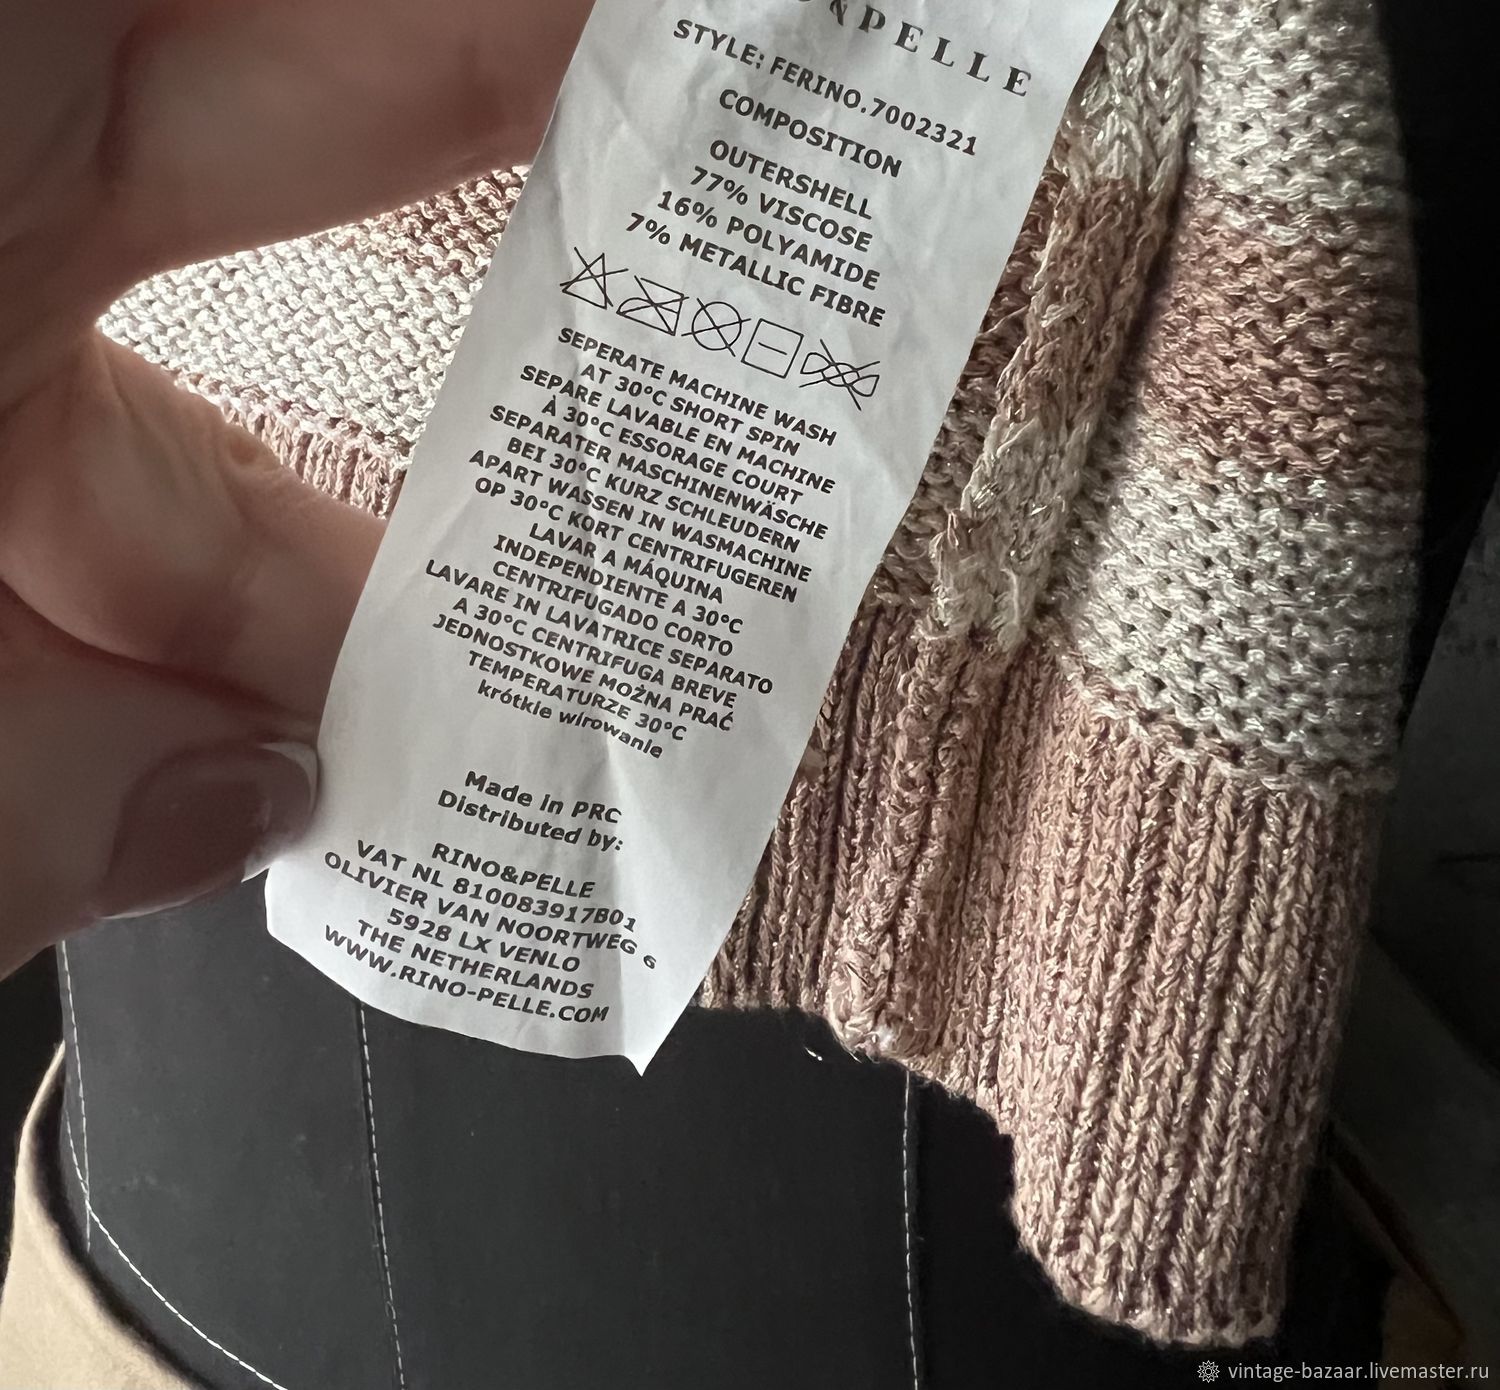 &PELLE
STYLE: FERINO.7002321
COMPOSITION
OUTERSHELL
77% VISCOSE
16% POLYAMIDE
7% METALLIC FIBRE
SEPERATE MACHINE WASH
AT 30°C SHORT SPIN
SEPARE LAVABLE EN MACHINE
À 30°C ESSORAGE COURT
SEPARATER MASCHINENWÄSCHE
BEI 30°C KURZ SCHLEUDERN
APART WASSEN IN WASMACHINE
OP 30°C KORT CENTRIFUGEREN
LAVAR A MÁQUINA
INDEPENDIENTE A 30°C
CENTRIFUGADO CORTO
LAVARE IN LAVATRICE SEPARATO
A 30°C CENTRIFUGA BREVE
JEDNOSTKOWE MOŻNA PRAĆ
TEMPERATURZE 30°C
krótkie wirowanie
Made in PRC
Distributed by:
RINO&PELLE
VAT NL 810083917B01
OLIVIER VAN NOORTWEG 6
5928 LX VENLO
THE NETHERLANDS
WWW.RINO-PELLE.COM
vintage-bazaar.livemaster.ru